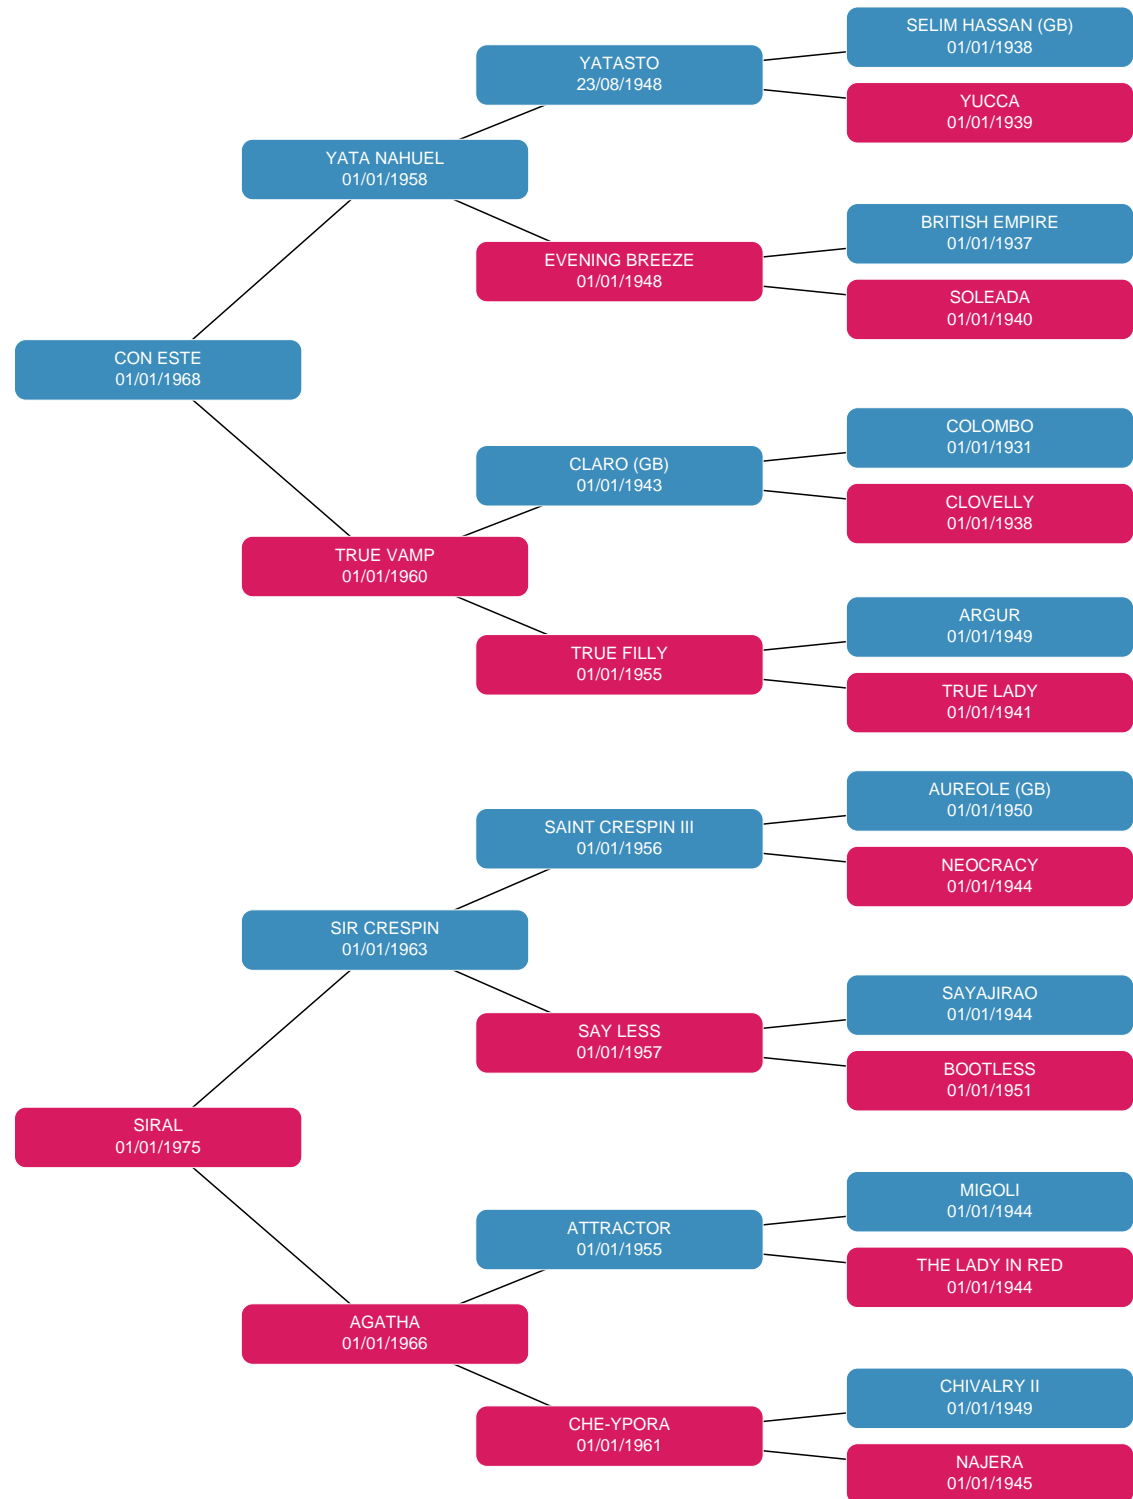 SELIM HASSAN (GB)
01/01/1938
YATASTO
23/08/1948
YUCCA
01/01/1939
YATA NAHUEL
01/01/1958
BRITISH EMPIRE
01/01/1937
EVENING BREEZE
01/01/1948
SOLEADA
01/01/1940
CON ESTE
01/01/1968
COLOMBO
01/01/1931
CLARO (GB)
01/01/1943
CLOVELLY
01/01/1938
TRUE VAMP
01/01/1960
ARGUR
01/01/1949
TRUE FILLY
01/01/1955
TRUE LADY
01/01/1941
AUREOLE (GB)
01/01/1950
SAINT CRESPIN III
01/01/1956
NEOCRACY
01/01/1944
SIR CRESPIN
01/01/1963
SAYAJIRAO
01/01/1944
SAY LESS
01/01/1957
BOOTLESS
01/01/1951
SIRAL
01/01/1975
MIGOLI
01/01/1944
ATTRACTOR
01/01/1955
THE LADY IN RED
01/01/1944
AGATHA
01/01/1966
CHIVALRY II
01/01/1949
CHE-YPORA
01/01/1961
NAJERA
01/01/1945